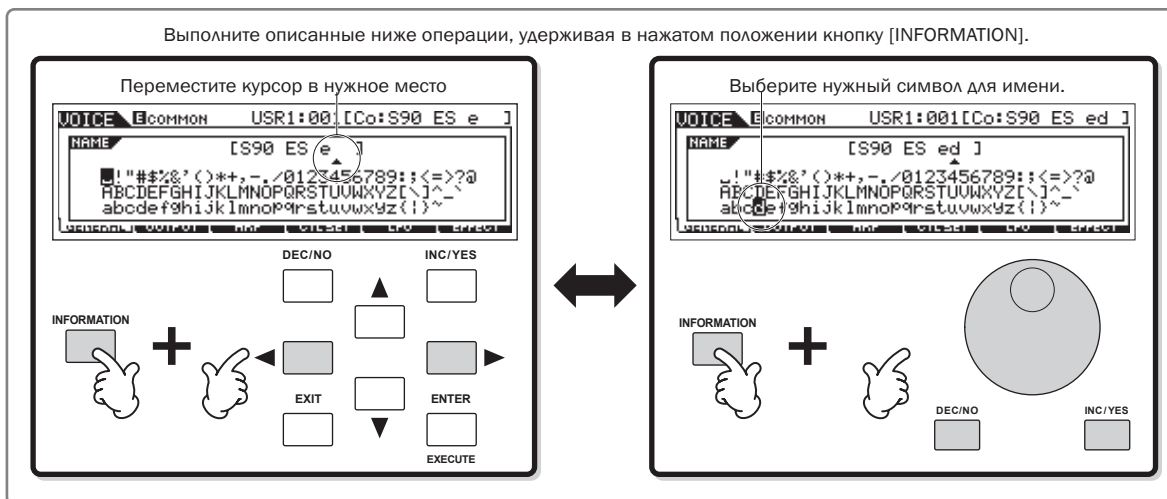 Выполните описанные ниже операции, удерживая в нажатом положении кнопку [INFORMATION].
Переместите курсор в нужное место
VOICE E COMMON USR1:001[Co:S90 ES e ]
NAME
[S90 ES e ]
!"#$%&'()*+,-./0123456789:;<=>?@
ABCDEFGHIJKLMNOPQRSTUVWXYZ[\]^_`
abcdefghijklmnopqrstuvwxyz{|}~
DEC/NO
INC/YES
INFORMATION
EXIT
ENTER
EXECUTE
Выберите нужный символ для имени.
VOICE E COMMON USR1:001[Co:S90 ES ed ]
NAME
[S90 ES ed ]
!"#$%&'()*+,-./0123456789:;<=>?@
ABCDEFGHIJKLMNOPQRSTUVWXYZ[\]^_`
abcdefghijklmnopqrstuvwxyz{|}~
INFORMATION
DEC/NO
INC/YES